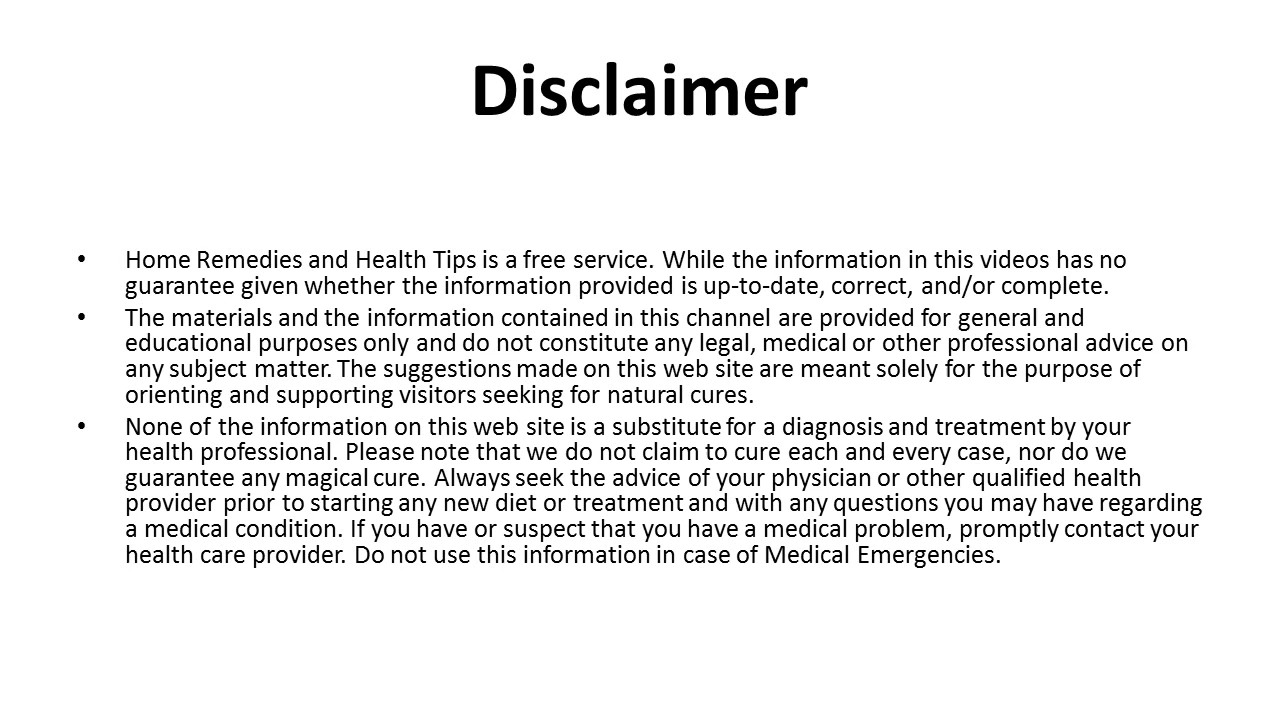 Disclaimer
• Home Remedies and Health Tips is a free service. While the information in this videos has no
guarantee given whether the information provided is up-to-date, correct, and/or complete.
• The materials and the information contained in this channel are provided for general and
educational purposes only and do not constitute any legal, medical or other professional advice on
any subject matter. The suggestions made on this web site are meant solely for the purpose of
orienting and supporting visitors seeking for natural cures.
• None of the information on this web site is a substitute for a diagnosis and treatment by your
health professional. Please note that we do not claim to cure each and every case, nor do we
guarantee any magical cure. Always seek the advice of your physician or other qualified health
provider prior to starting any new diet or treatment and with any questions you may have regarding
a medical condition. If you have or suspect that you have a medical problem, promptly contact your
health care provider. Do not use this information in case of Medical Emergencies.